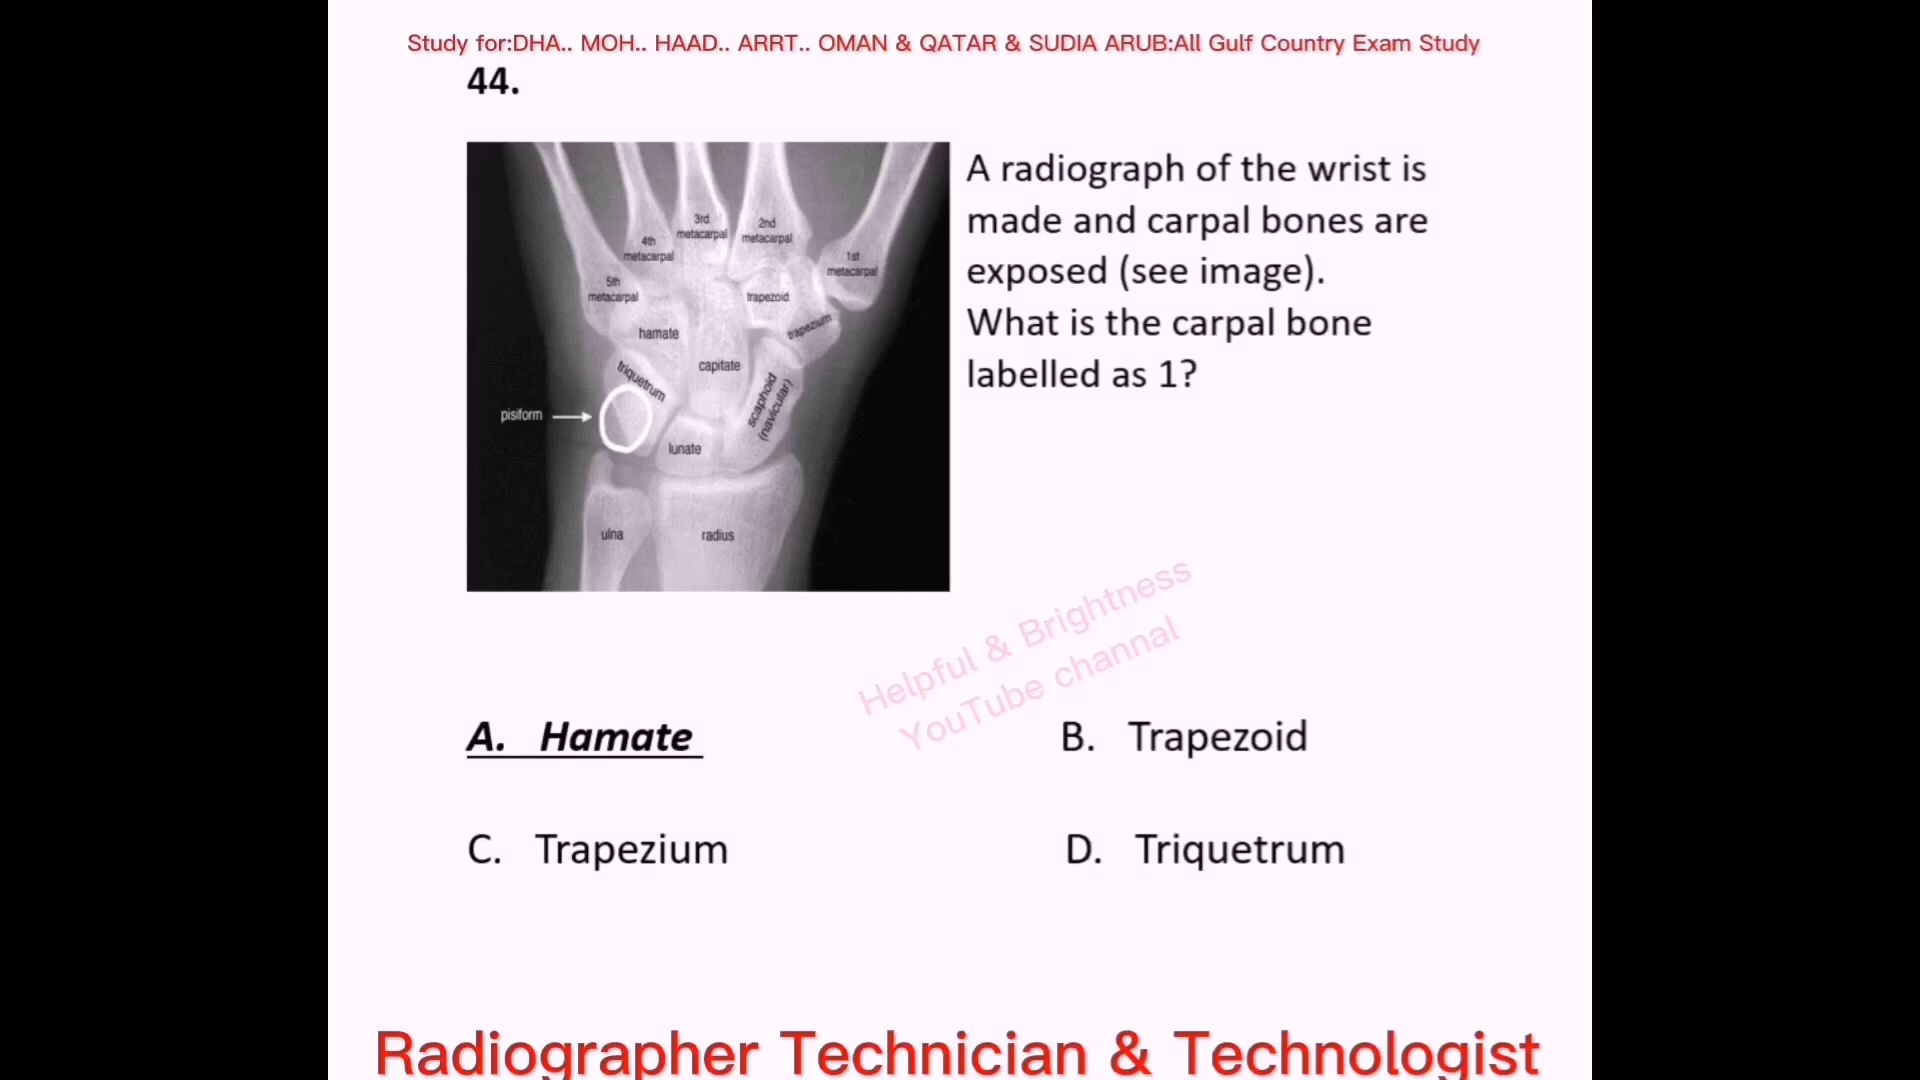 Study for:DHA.. MOH.. HAAD.. ARRT.. OMAN & QATAR & SUDIA ARUB:All Gulf Country Exam Study
44.
3rd
metacarpal
2nd
metacarpal
4th
metacarpal
1st
metacarpal
5th
metacarpal
trapezoid
hamate
trapezium
capitate
triquetrum
scaphoid
(navicular)
pisiform
lunate
ulna
radius
A radiograph of the wrist is
made and carpal bones are
exposed (see image).
What is the carpal bone
labelled as 1?
Helpful & Brightness
YouTube channal
A. Hamate
B. Trapezoid
C. Trapezium
D. Triquetrum
Radiographer Technician & Technologist